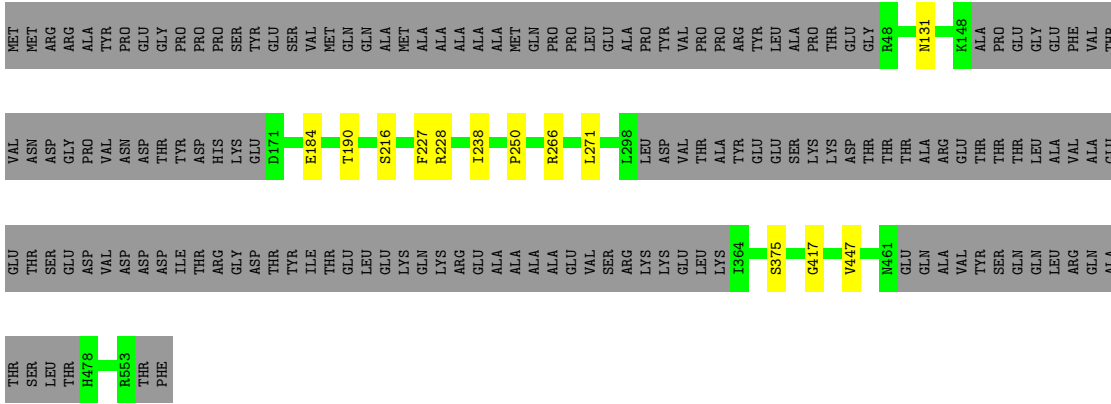 MET MET ARG ARG ALA TYR PRO GLU GLY PRO PRO PRO SER TYR GLU SER VAL MET GLN GLN ALA MET ALA ALA ALA ALA ALA MET GLN PRO PRO LEU GLU ALA PRO TYR VAL PRO PRO ARG TYR LEU ALA PRO THR GLU GLY R48 N131 K148 ALA PRO GLU GLY GLU PHE VAL THR
VAL ASN ASP GLY PRO VAL ASN ASP THR TYR ASP HIS LYS GLU D171 E184 T190 S216 F227 R228 I238 P250 R266 L271 L298 LEU ASP VAL THR ALA TYR GLU GLU SER LYS LYS ASP THR THR THR ALA ARG GLU THR THR THR LEU ALA VAL ALA GLU
GLU THR SER GLU ASP VAL ASP ASP ASP ILE THR ARG GLY ASP THR TYR ILE THR GLU LEU GLU LYS GLN LYS ARG GLU ALA ALA ALA ALA GLU VAL SER ARG LYS LYS GLU LEU LYS I364 S375 G417 V447 N461 GLU GLN ALA VAL TYR SER GLN GLN LEU ARG GLN ALA
THR SER LEU THR H478 R553 THR PHE